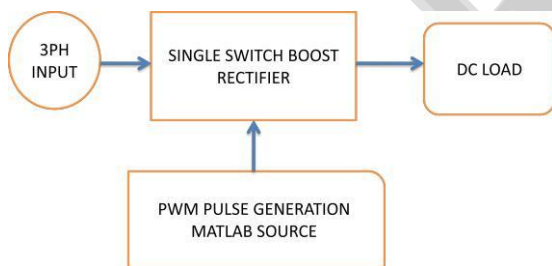 3PH
INPUT
SINGLE SWITCH BOOST
RECTIFIER
DC LOAD
PWM PULSE GENERATION
MATLAB SOURCE